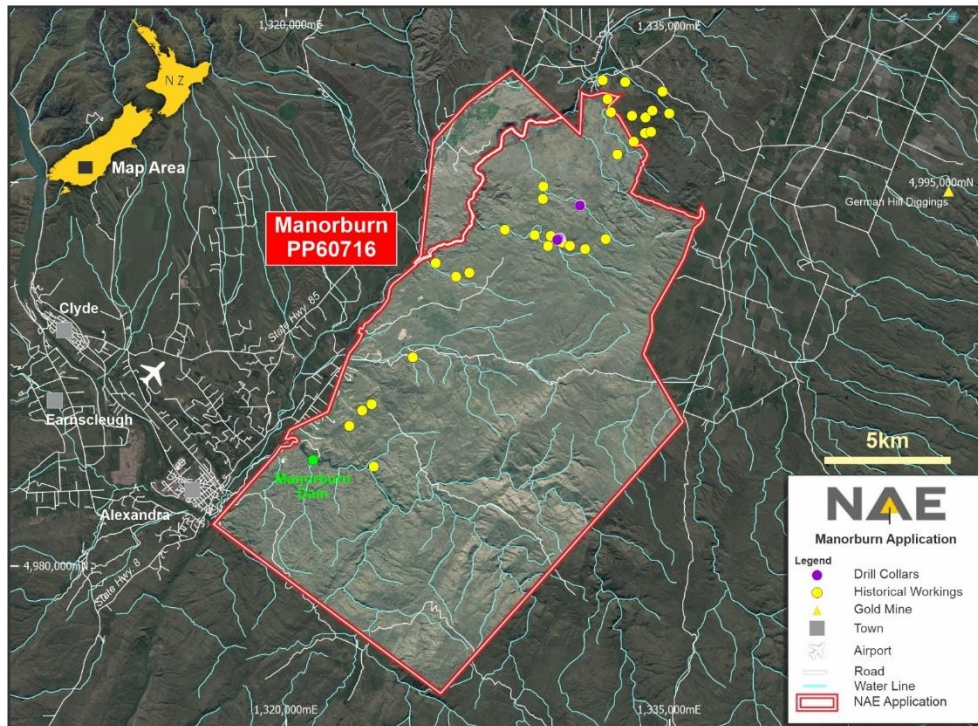 1,320,000mE
1,335,000mE
N Z
Map Area
4,995,000mN
German Hill Diggings
Manorburn
PP60716
Clyde
State Hwy. 85
Earnscleugh
Manorburn
Dam
Alexandra
State Hwy. 8
4,980,000mN
5km
NAE
Manorburn Application
Legend
Drill Collars
Historical Workings
Gold Mine
Town
Airport
Road
Water Line
NAE Application
1,320,000mE
1,335,000mE